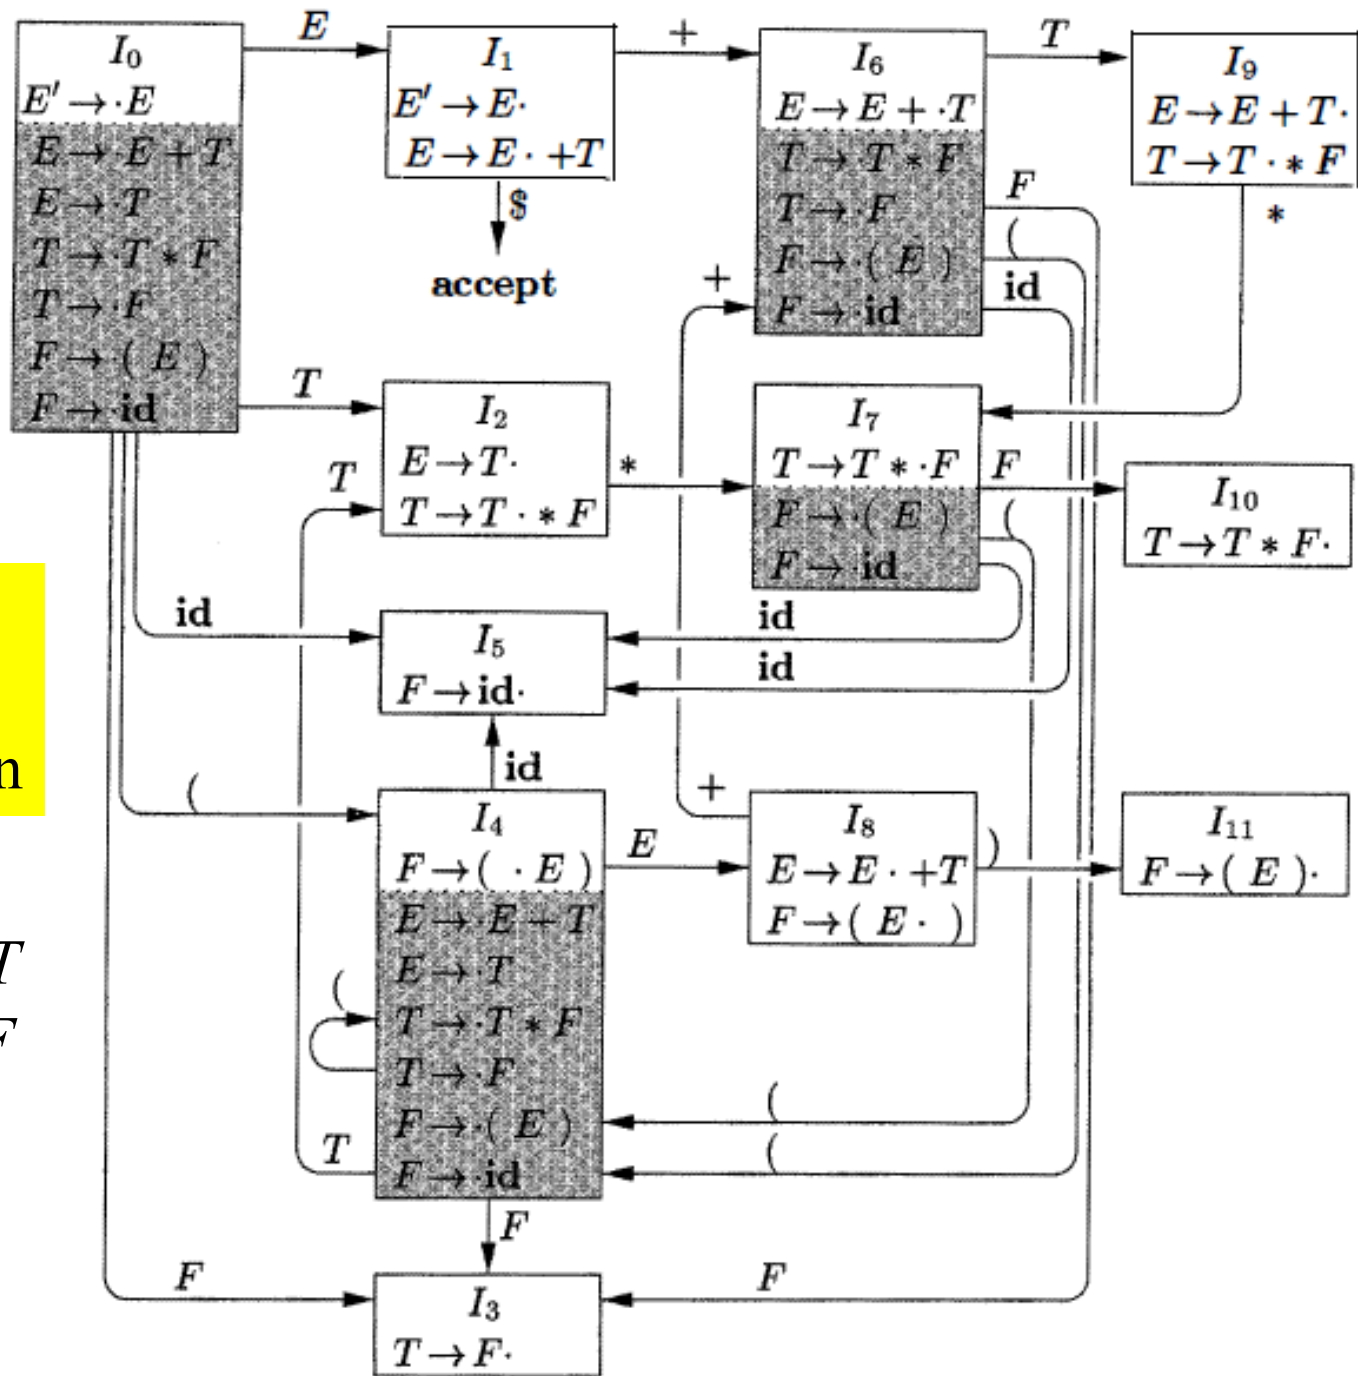 I₀
E′ → ·E
E → ·E + T
E → ·T
T → ·T * F
T → ·F
F → ·( E )
F → ·id
E
I₁
E′ → E·
E → E· +T
$
accept
+
I₆
E → E + ·T
T → ·T * F
T → ·F
F → ·( E )
F → ·id
T
I₉
E → E + T·
T → T· * F
*
F
(
id
+
T
I₂
E → T·
T → T· * F
*
I₇
T → T * ·F
F → ·( E )
F → ·id
F
(
I₁₀
T → T * F·
T
id
I₅
F → id·
id
id
id
n
(
I₄
F → ( · E )
E → ·E + T
E → ·T
T → ·T * F
T → ·F
F → ·( E )
F → ·id
E
+
I₈
E → E· +T
F → ( E · )
)
I₁₁
F → ( E )·
T
F
(
T
(
(
F
F
I₃
T → F·
F